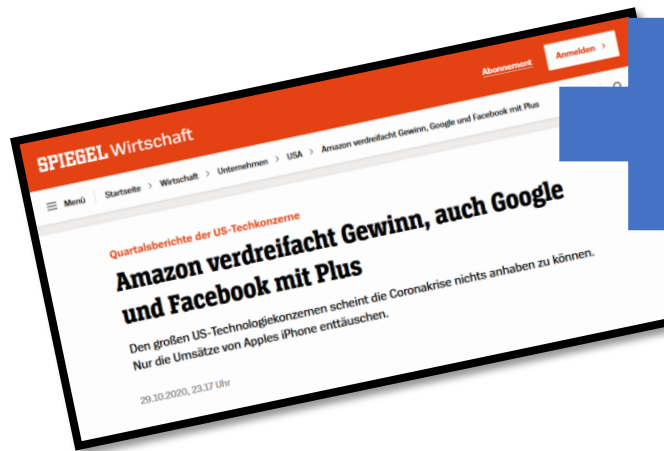 Abonnement
Anmelden >
SPIEGEL Wirtschaft
Menü Startseite > Wirtschaft > Unternehmen > USA > Amazon verdreifacht Gewinn, Google und Facebook mit Plus
Quartalsberichte der US-Techkonzerne
Amazon verdreifacht Gewinn, auch Google
und Facebook mit Plus
Den großen US-Technologiekonzernen scheint die Coronakrise nichts anhaben zu können.
Nur die Umsätze von Apples iPhone enttäuschen.
29.10.2020, 23.17 Uhr